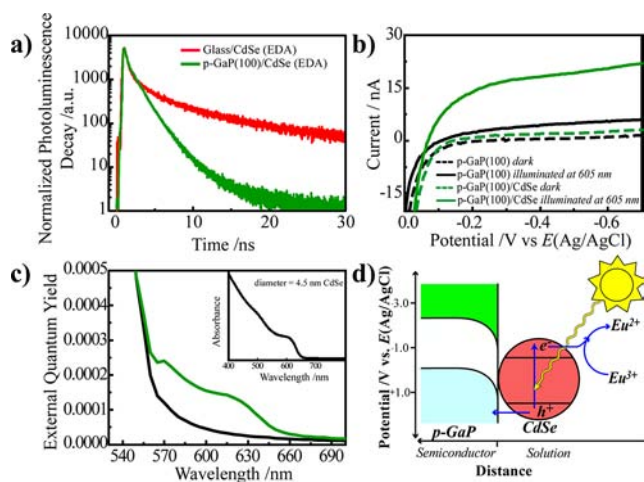 a)
Normalized Photoluminescence
Decay /a.u.
10000
1000
100
10
1
Glass/CdSe (EDA)
p-GaP(100)/CdSe (EDA)
0 10 20 30
Time /ns
b)
Current / nA
30
15
0
-15
p-GaP(100) dark
p-GaP(100) illuminated at 605 nm
p-GaP(100)/CdSe dark
p-GaP(100)/CdSe illuminated at 605 nm
0.0 -0.2 -0.4 -0.6
Potential /V vs E(Ag/AgCl)
c)
External Quantum Yield
0.0005
0.0004
0.0003
0.0002
0.0001
0
540 570 600 630 660 690
Wavelength /nm
diameter = 4.5 nm CdSe
Absorbance
400 500 600 700 800
Wavelength /nm
d)
Potential /V vs. E(Ag/AgCl)
-3.0
-1.0
+1.0
e-
h+
CdSe
Eu2+
Eu3+
p-GaP
Semiconductor
Solution
Distance